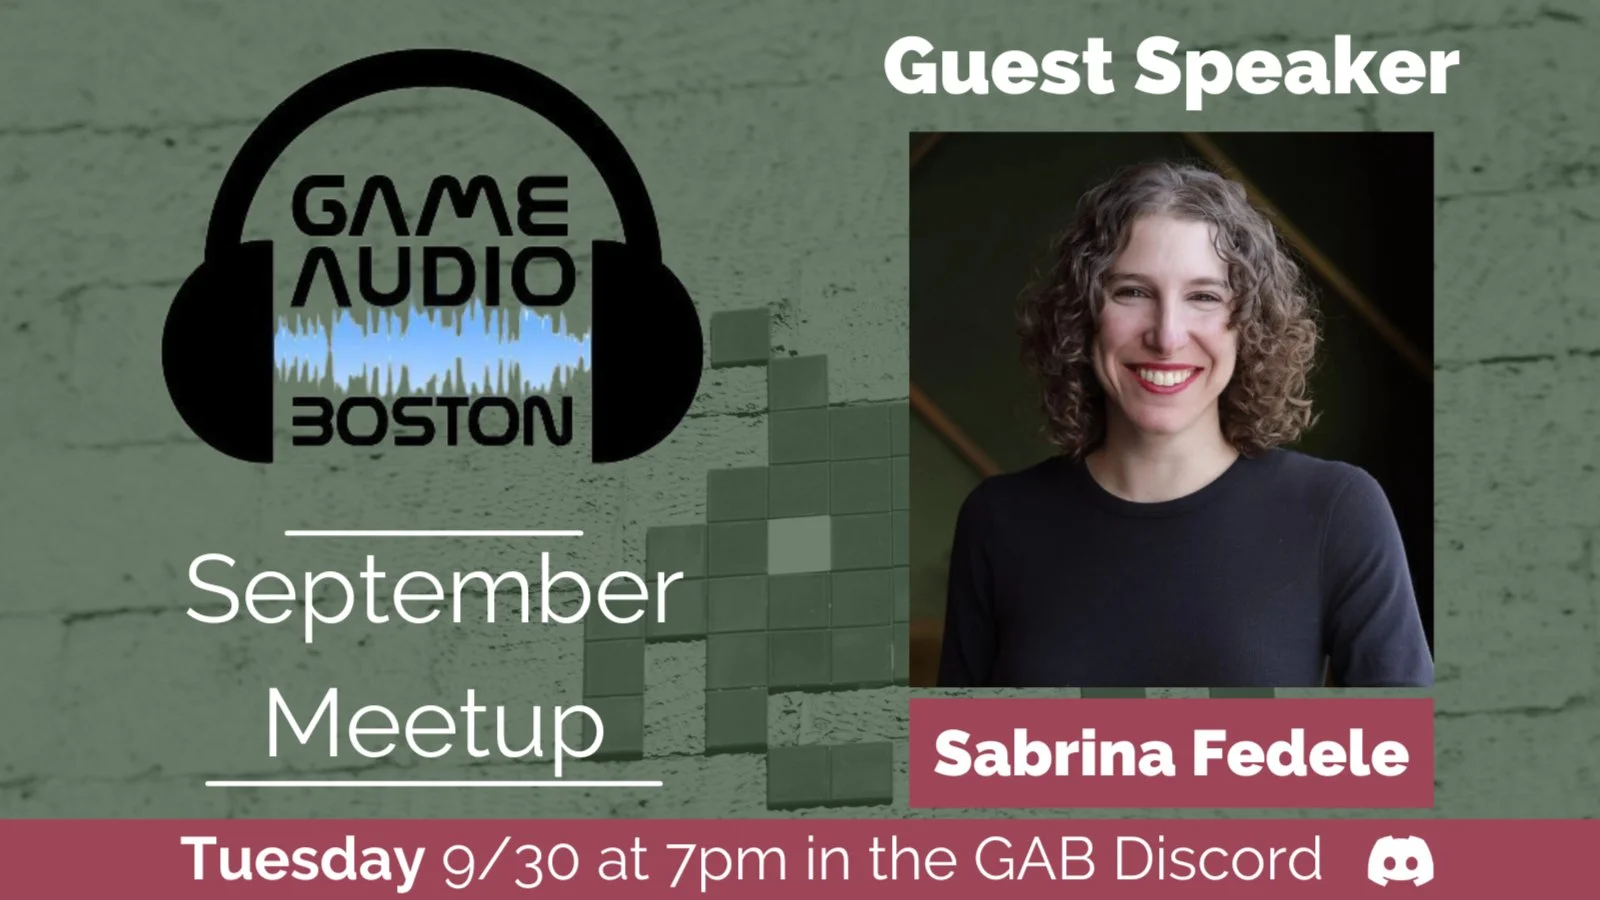 Guest Speaker
GAME
AUDIO
BOSTON
September
Meetup
Sabrina Fedele
Tuesday 9/30 at 7pm in the GAB Discord